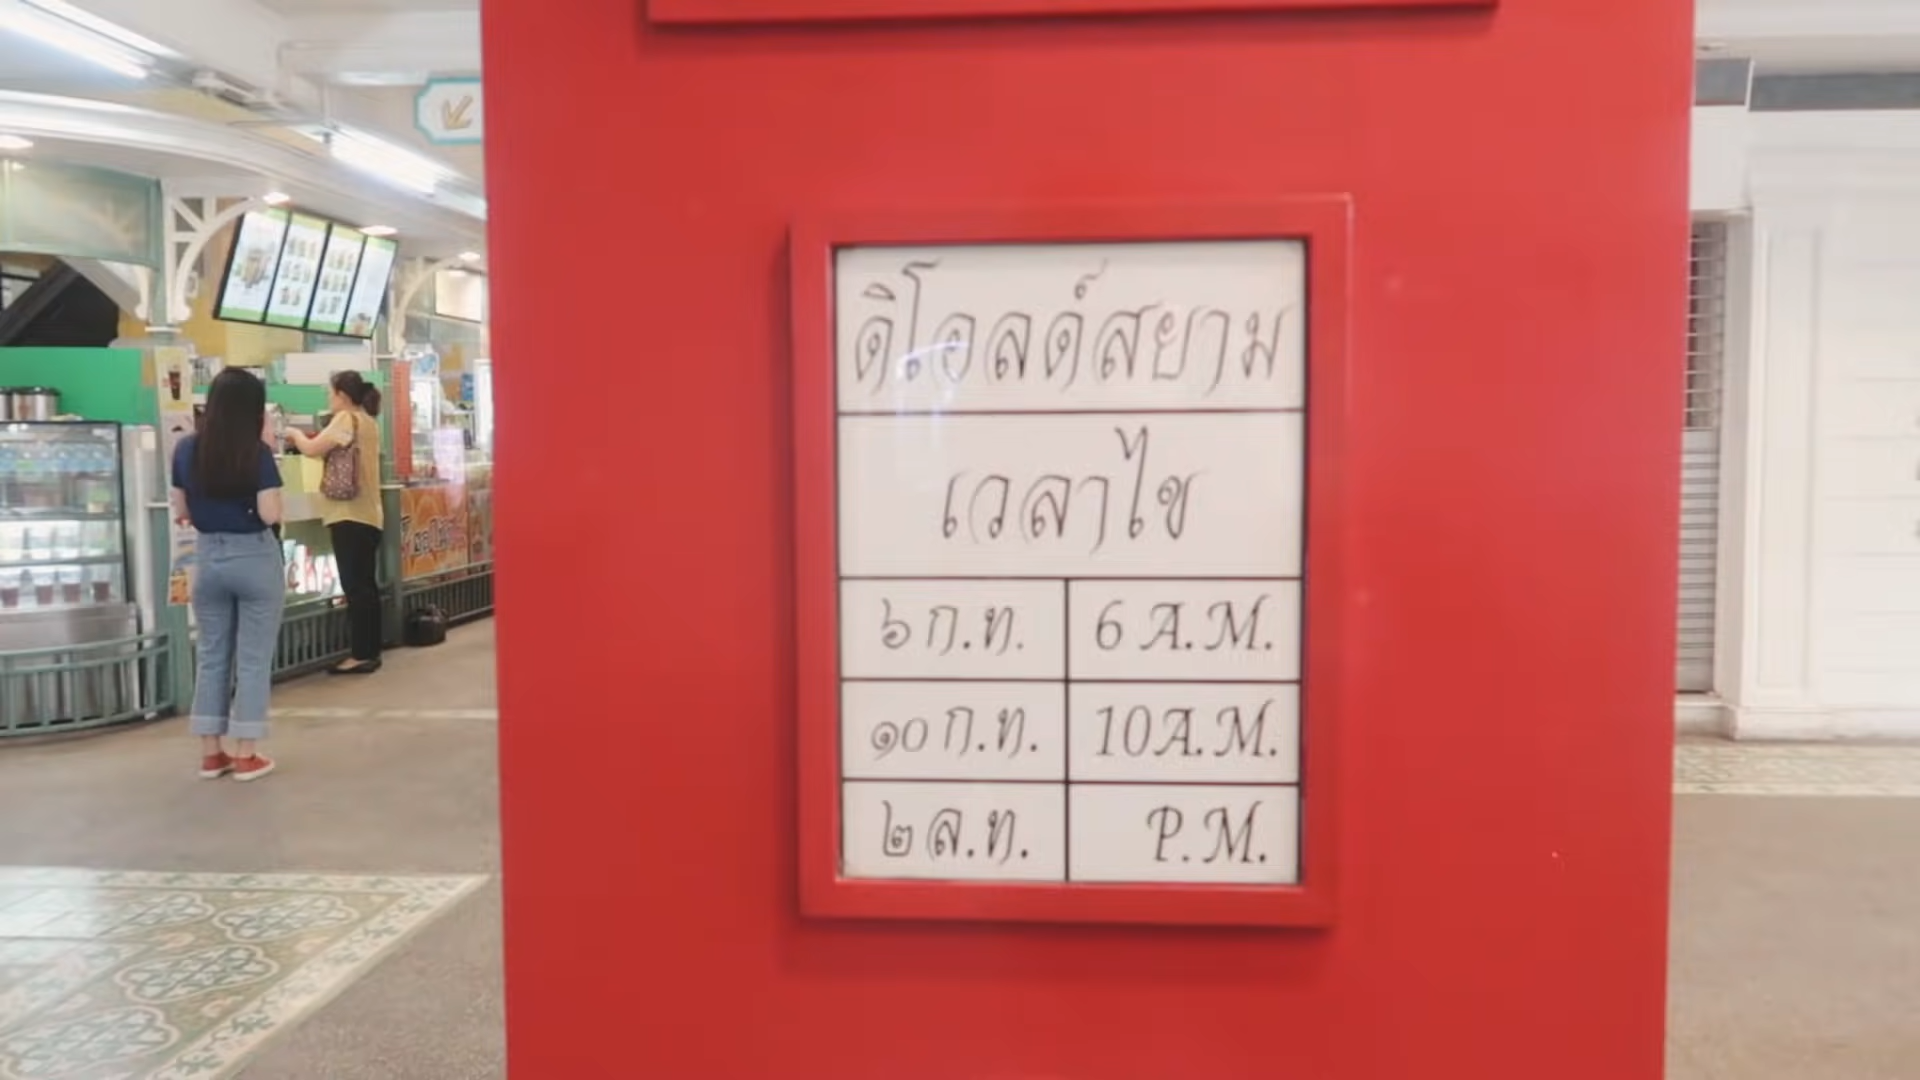 ดิโอลด์สยาม
เวลาไข
๖ ก.ท. 6 A.M.
๑๐ ก.ท. 10 A.M.
๒ ล.ท. P.M.